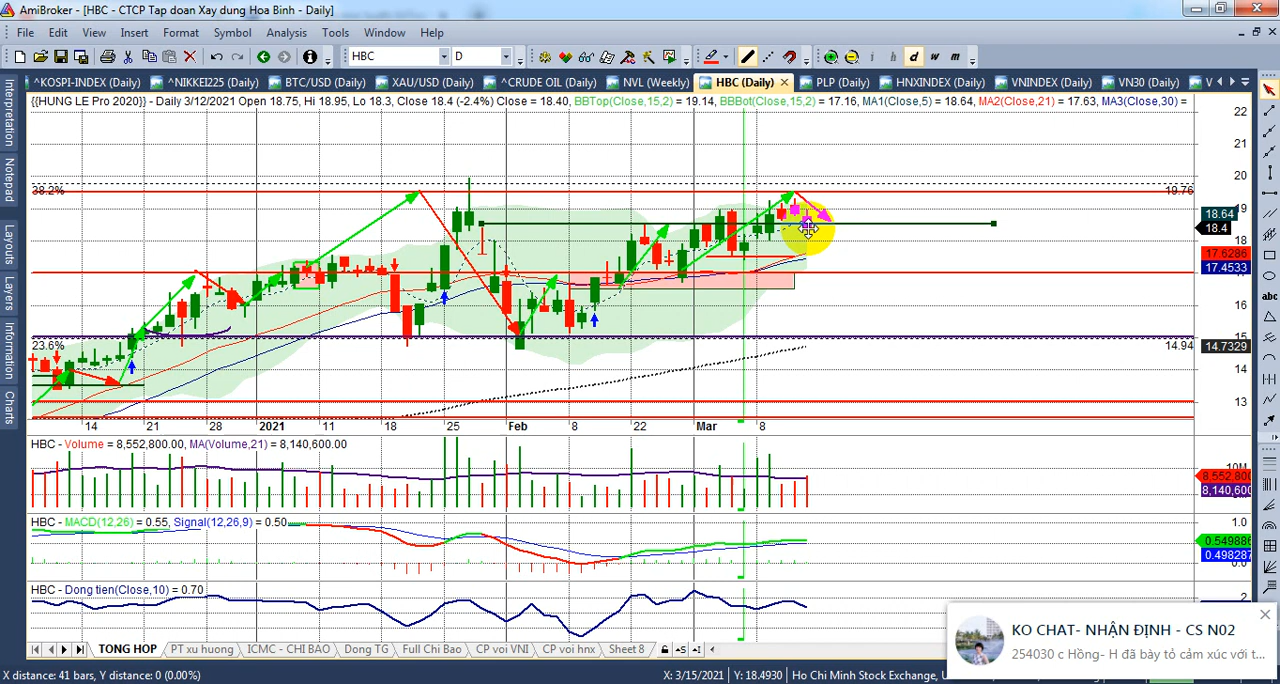 AmiBroker - [HBC - CTCP Tap doan Xay dung Hoa Binh - Daily]
File Edit View Insert Format Symbol Analysis Tools Window Help
HBC D i h d w m
^KOSPI-INDEX (Daily) ^NIKKEI225 (Daily) BTC/USD (Daily) XAU/USD (Daily) ^CRUDE OIL (Daily) NVL (Weekly) HBC (Daily) PLP (Daily) HNXINDEX (Daily) VNINDEX (Daily) VN30 (Daily) V
{{HUNG LE Pro 2020}} - Daily 3/12/2021 Open 18.75, Hi 18.95, Lo 18.3, Close 18.4 (-2.4%) Close = 18.40, BBTop(Close,15,2) = 19.14, BBBot(Close,15,2) = 17.16, MA1(Close,5) = 18.64, MA2(Close,21) = 17.63, MA3(Close,30) =
Interpretation
Notepad
Layouts
Layers
Information
Charts
22
21
20
38.2% 19.76
19
18.64
18.4
18
17.6286
17.4533
16
15
23.6% 14.94
14.7329
14
13
14 21 28 2021 11 18 25 Feb 8 22 Mar 8
HBC - Volume = 8,552,800.00, MA(Volume,21) = 8,140,600.00
10M
8,552,800
8,140,600
HBC - MACD(12,26) = 0.55, Signal(12,26,9) = 0.50
1.0
0.549886
0.498287
0.0
HBC - Dong tien(Close,10) = 0.70
2
abc
KO CHAT- NHẬN ĐỊNH - CS N02
254030 c Hồng- H đã bày tỏ cảm xúc với t...
TONG HOP PT xu huong ICMC - CHI BAO Dong TG Full Chi Bao CP voi VNI CP voi hnx Sheet 8
X distance: 41 bars, Y distance: 0 (0.00%) X: 3/15/2021 Y: 18.4930 Ho Chi Minh Stock Exchange,